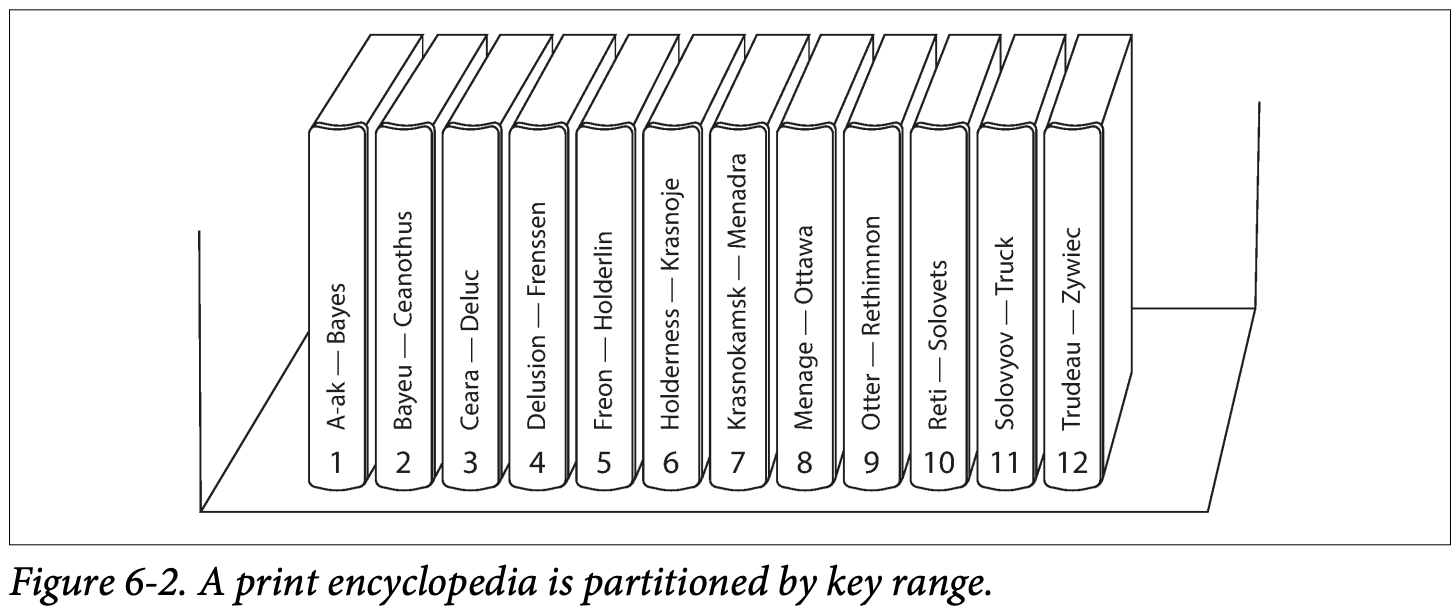 A-ak — Bayes
1
Bayeu — Ceanothus
2
Ceara — Deluc
3
Delusion — Frenssen
4
Freon — Holderlin
5
Holderness — Krasnoje
6
Krasnokamsk — Menadra
7
Menage — Ottawa
8
Otter — Rethimnon
9
Reti — Solovets
10
Solovyov — Truck
11
Trudeau — Zywiec
12
Figure 6-2. A print encyclopedia is partitioned by key range.